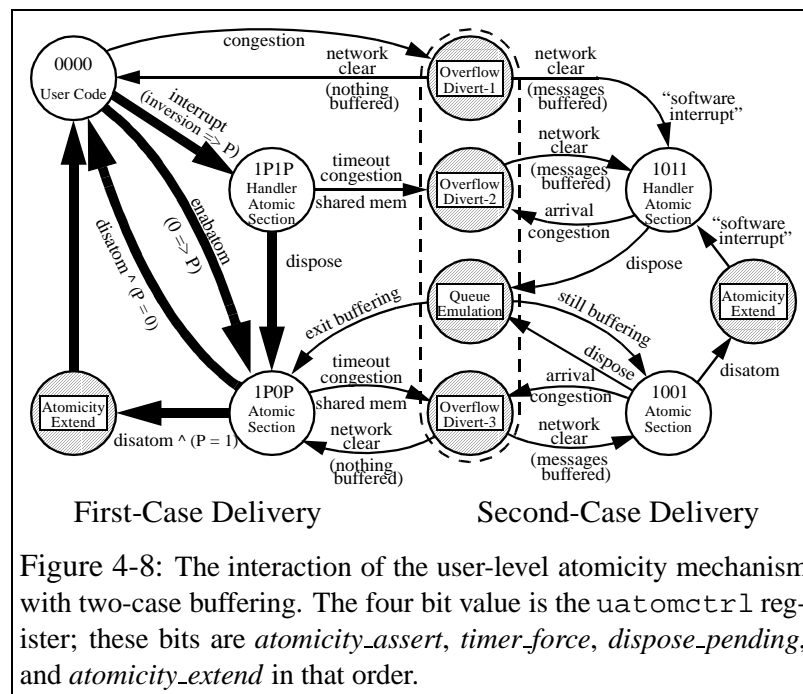 congestion
0000
User Code
network
clear
(nothing
buffered)
Overflow
Divert-1
network
clear
(messages
buffered)
"software
interrupt"
interrupt
(inversion => P)
1P1P
Handler
Atomic
Section
timeout
congestion
shared mem
Overflow
Divert-2
network
clear
(messages
buffered)
arrival
congestion
1011
Handler
Atomic
Section
"software
interrupt"
enabatom
(0 => P)
disatom ^ (P = 0)
dispose
dispose
exit buffering
Queue
Emulation
still buffering
Atomicity
Extend
dispose
disatom
Atomicity
Extend
disatom ^ (P = 1)
1P0P
Atomic
Section
timeout
congestion
shared mem
network
clear
(nothing
buffered)
Overflow
Divert-3
arrival
congestion
network
clear
(messages
buffered)
1001
Atomic
Section
First-Case Delivery
Second-Case Delivery
Figure 4-8: The interaction of the user-level atomicity mechanism
with two-case buffering. The four bit value is the uatomctrl reg-
ister; these bits are atomicity_assert, timer_force, dispose_pending,
and atomicity_extend in that order.